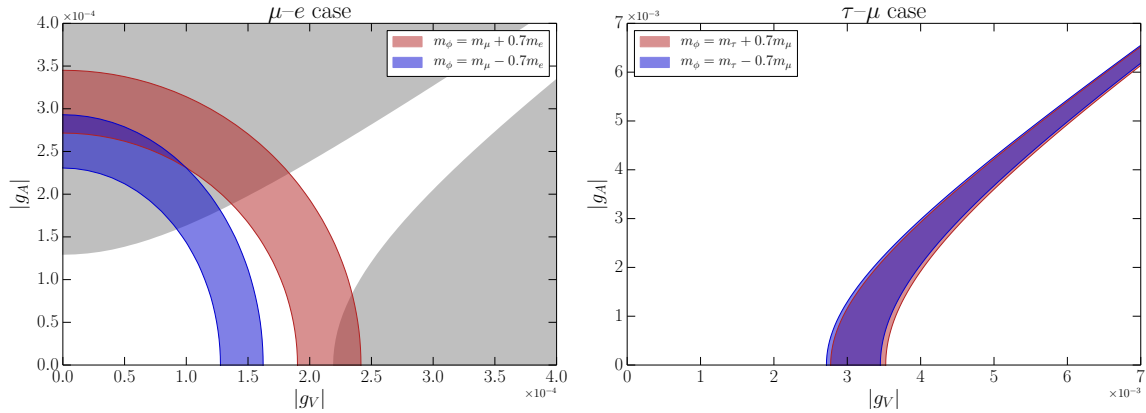 μ–e case
×10⁻⁴
4.0
3.5
3.0
2.5
2.0
1.5
1.0
0.5
0.0
|g_A|
m_ϕ = m_μ + 0.7m_e
m_ϕ = m_μ − 0.7m_e
0.0 0.5 1.0 1.5 2.0 2.5 3.0 3.5 4.0
×10⁻⁴
|g_V|
τ–μ case
×10⁻³
7
6
5
4
3
2
1
0
|g_A|
m_ϕ = m_τ + 0.7m_μ
m_ϕ = m_τ − 0.7m_μ
0 1 2 3 4 5 6 7
×10⁻³
|g_V|